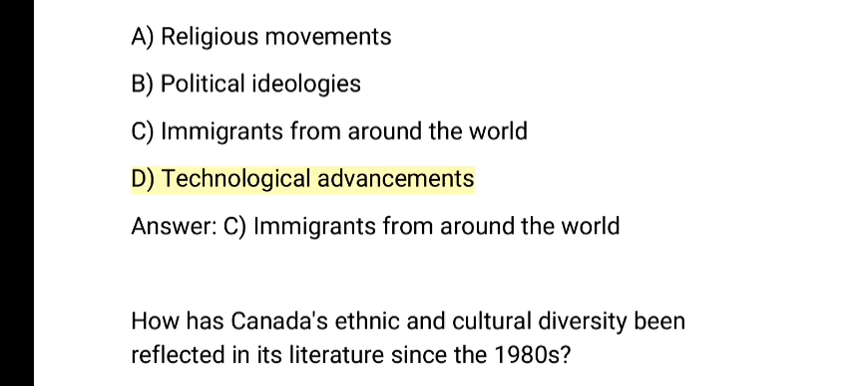 A) Religious movements
B) Political ideologies
C) Immigrants from around the world
D) Technological advancements
Answer: C) Immigrants from around the world
How has Canada's ethnic and cultural diversity been
reflected in its literature since the 1980s?